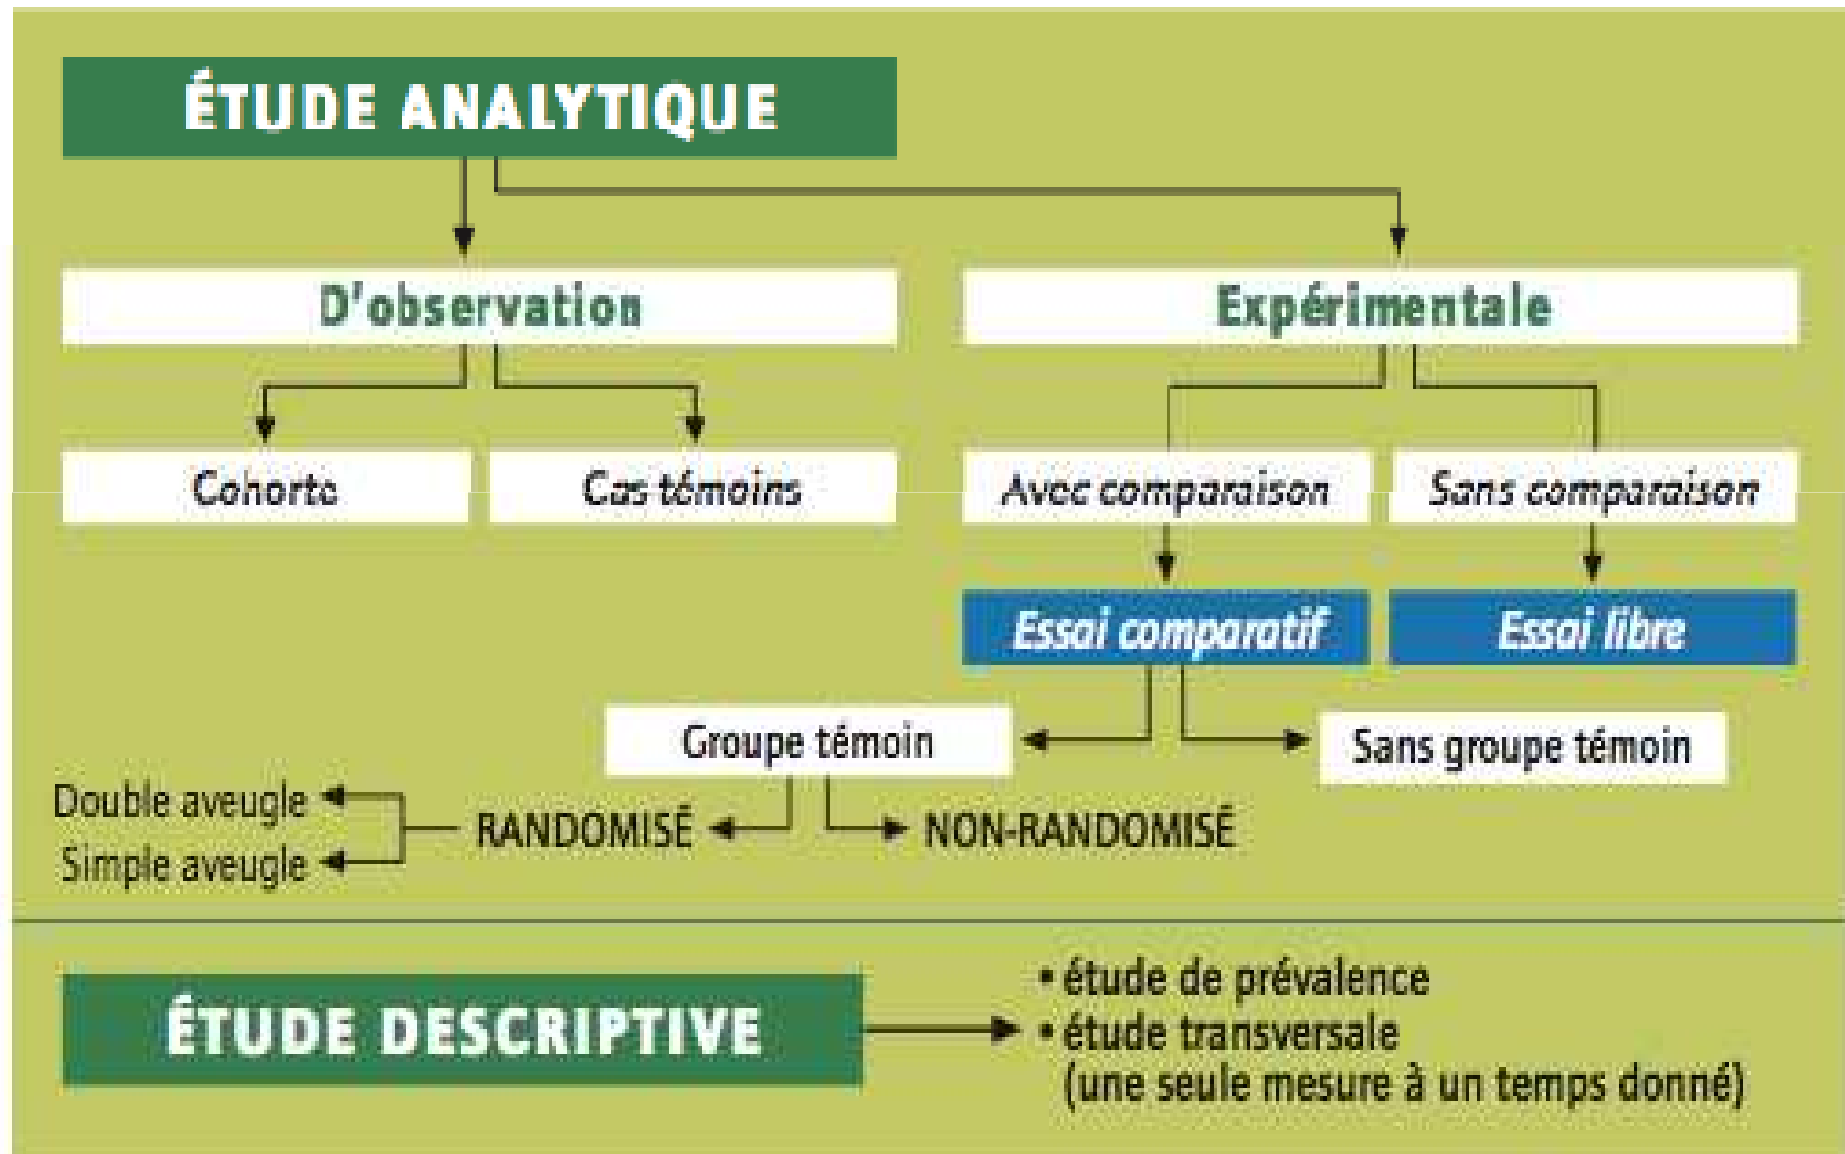 ÉTUDE ANALYTIQUE
D'observation
Expérimentale
Cohorte
Cas témoins
Avec comparaison
Sans comparaison
Essai comparatif
Essai libre
Groupe témoin
Sans groupe témoin
Double aveugle
Simple aveugle
RANDOMISÉ
NON-RANDOMISÉ
ÉTUDE DESCRIPTIVE
• étude de prévalence
• étude transversale
(une seule mesure à un temps donné)